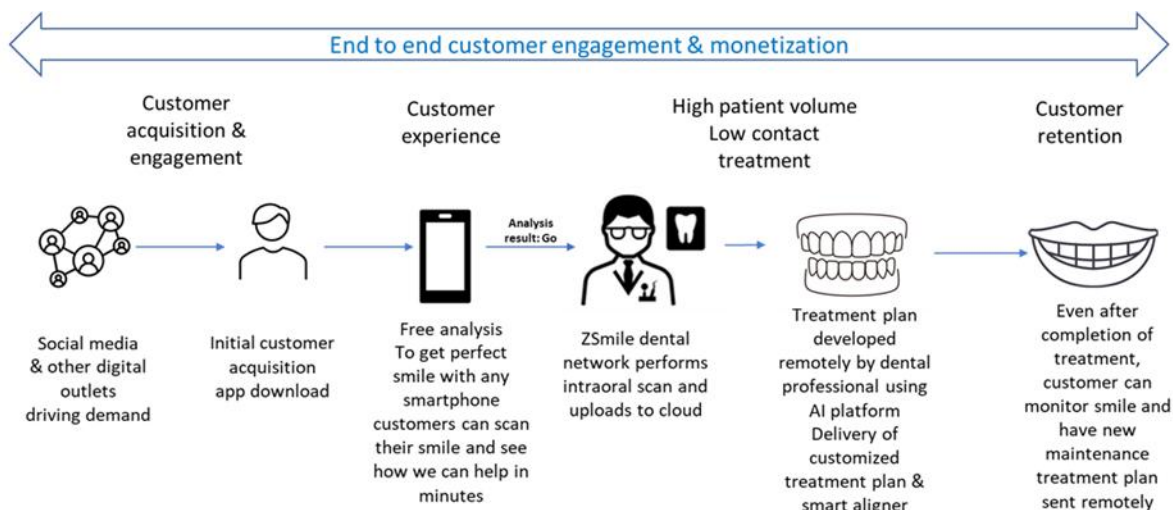 End to end customer engagement & monetization
Customer
acquisition &
engagement
Customer
experience
High patient volume
Low contact
treatment
Customer
retention
Analysis
result: Go
Social media
& other digital
outlets
driving demand
Initial customer
acquisition
app download
Free analysis
To get perfect
smile with any
smartphone
customers can scan
their smile and see
how we can help in
minutes
ZSmile dental
network performs
intraoral scan and
uploads to cloud
Treatment plan
developed
remotely by dental
professional using
AI platform
Delivery of
customized
treatment plan &
smart aligner
Even after
completion of
treatment,
customer can
monitor smile and
have new
maintenance
treatment plan
sent remotely